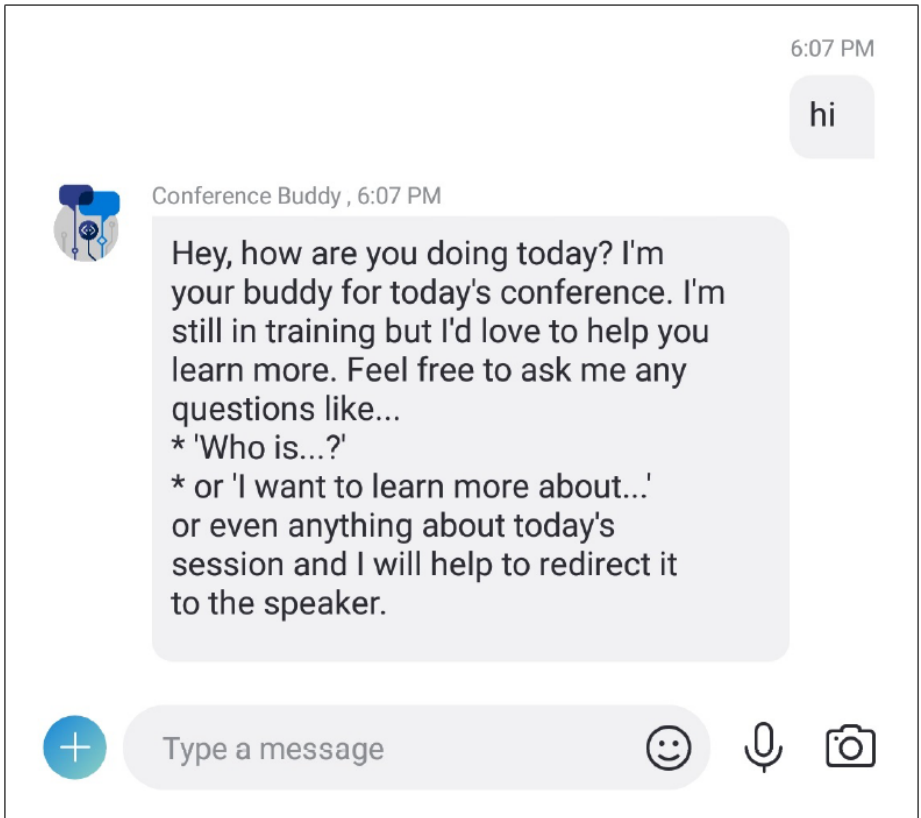 6:07 PM
hi
Conference Buddy , 6:07 PM
Hey, how are you doing today? I'm
your buddy for today's conference. I'm
still in training but I'd love to help you
learn more. Feel free to ask me any
questions like...
* 'Who is...?'
* or 'I want to learn more about...'
or even anything about today's
session and I will help to redirect it
to the speaker.
Type a message